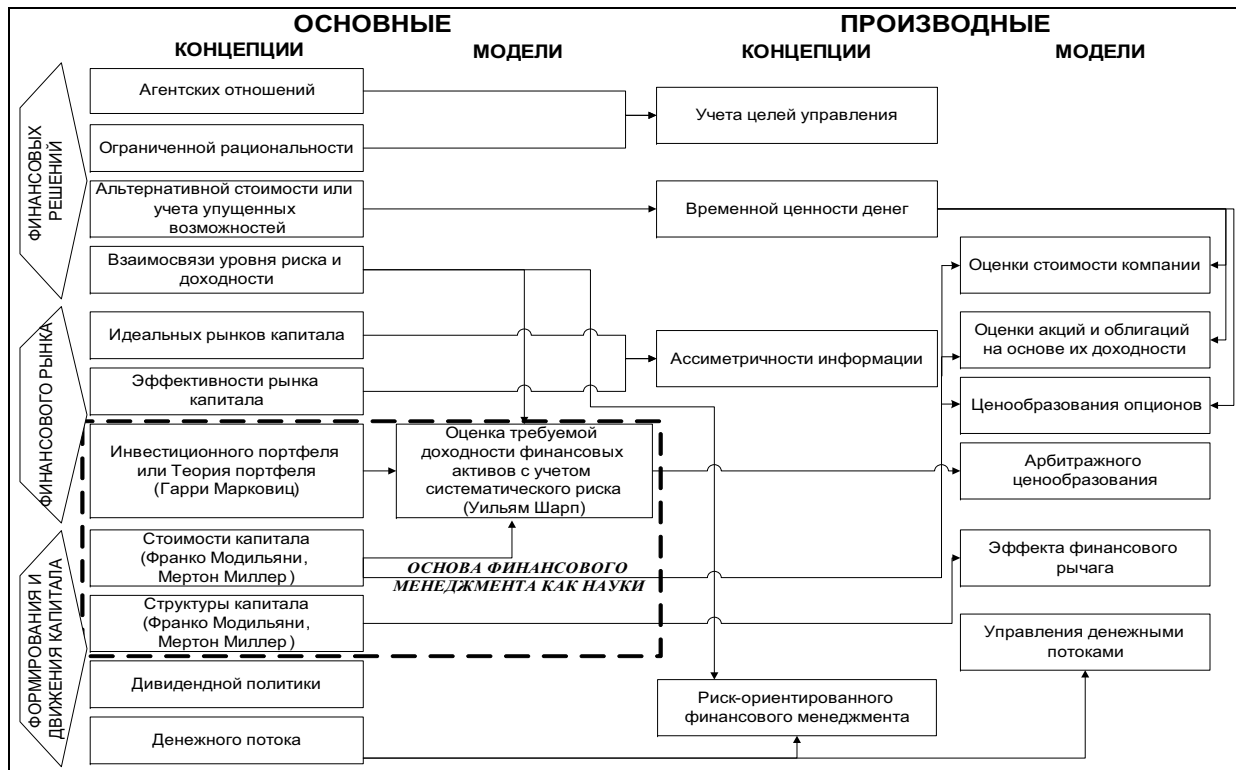 ОСНОВНЫЕ
ПРОИЗВОДНЫЕ
КОНЦЕПЦИИ
МОДЕЛИ
КОНЦЕПЦИИ
МОДЕЛИ
ФИНАНСОВЫХ
РЕШЕНИЙ
Агентских отношений
Ограниченной рациональности
Альтернативной стоимости или
учета упущенных
возможностей
Взаимосвязи уровня риска и
доходности
Учета целей управления
Временной ценности денег
Оценки стоимости компании
ФИНАНСОВОГО РЫНКА
Идеальных рынков капитала
Эффективности рынка
капитала
Инвестиционного портфеля
или Теория портфеля
(Гарри Марковиц)
Оценка требуемой
доходности финансовых
активов с учетом
систематического риска
(Уильям Шарп)
Ассиметричности информации
Оценки акций и облигаций
на основе их доходности
Ценообразования опционов
Арбитражного
ценообразования
ФОРМИРОВАНИЯ И
ДВИЖЕНИЯ КАПИТАЛА
Стоимости капитала
(Франко Модильяни,
Мертон Миллер)
ОСНОВА ФИНАНСОВОГО
МЕНЕДЖМЕНТА КАК НАУКИ
Структуры капитала
(Франко Модильяни,
Мертон Миллер)
Дивидендной политики
Денежного потока
Риск-ориентированного
финансового менеджмента
Эффекта финансового
рычага
Управления денежными
потоками